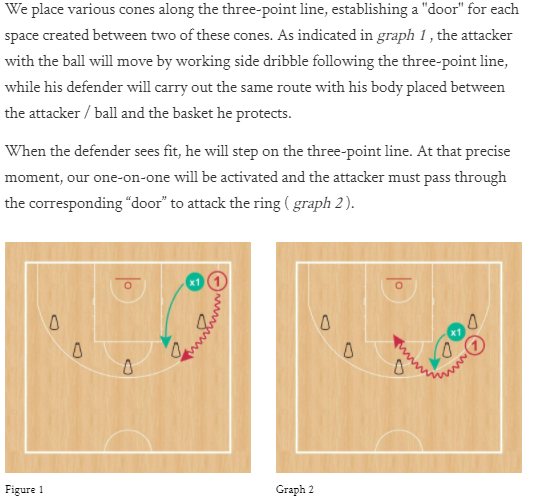 We place various cones along the three-point line, establishing a "door" for each
space created between two of these cones. As indicated in graph 1 , the attacker
with the ball will move by working side dribble following the three-point line,
while his defender will carry out the same route with his body placed between
the attacker / ball and the basket he protects.
When the defender sees fit, he will step on the three-point line. At that precise
moment, our one-on-one will be activated and the attacker must pass through
the corresponding “door” to attack the ring ( graph 2 ).
x1 1
x1
1
Figure 1
Graph 2